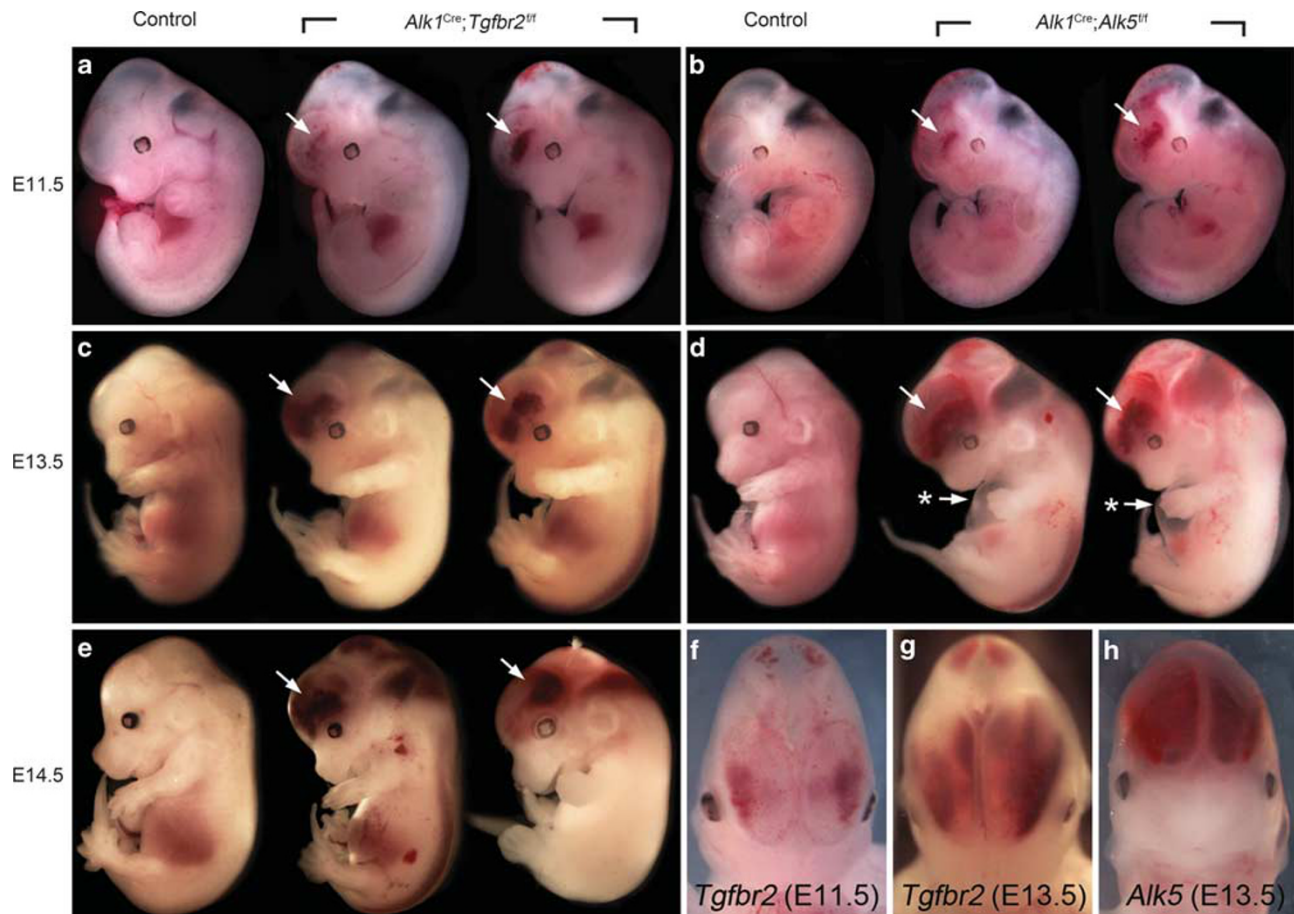 Control Alk1Cre;Tgfbr2f/f Control Alk1Cre;Alk5f/f
a b
E11.5
c d
E13.5
* *
e f g h
E14.5
Tgfbr2 (E11.5) Tgfbr2 (E13.5) Alk5 (E13.5)